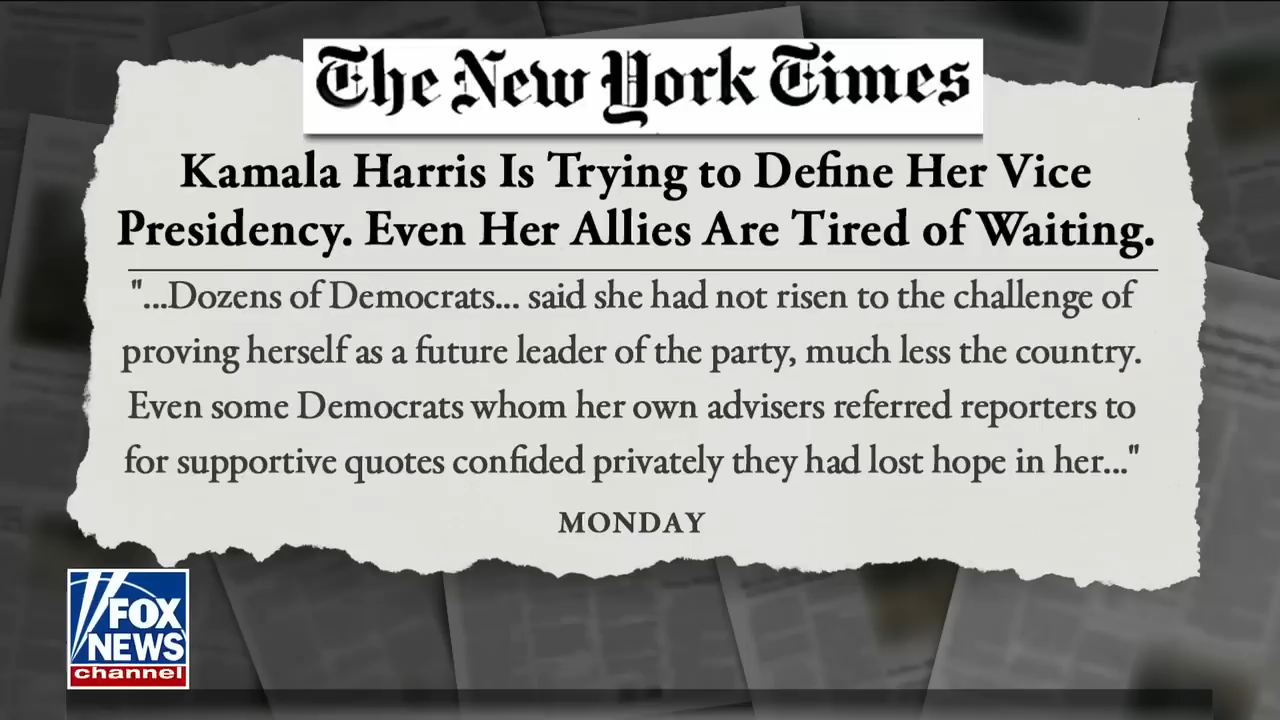 The New York Times
Kamala Harris Is Trying to Define Her Vice
Presidency. Even Her Allies Are Tired of Waiting.
"...Dozens of Democrats... said she had not risen to the challenge of
proving herself as a future leader of the party, much less the country.
Even some Democrats whom her own advisers referred reporters to
for supportive quotes confided privately they had lost hope in her..."
MONDAY
FOX
NEWS
channel